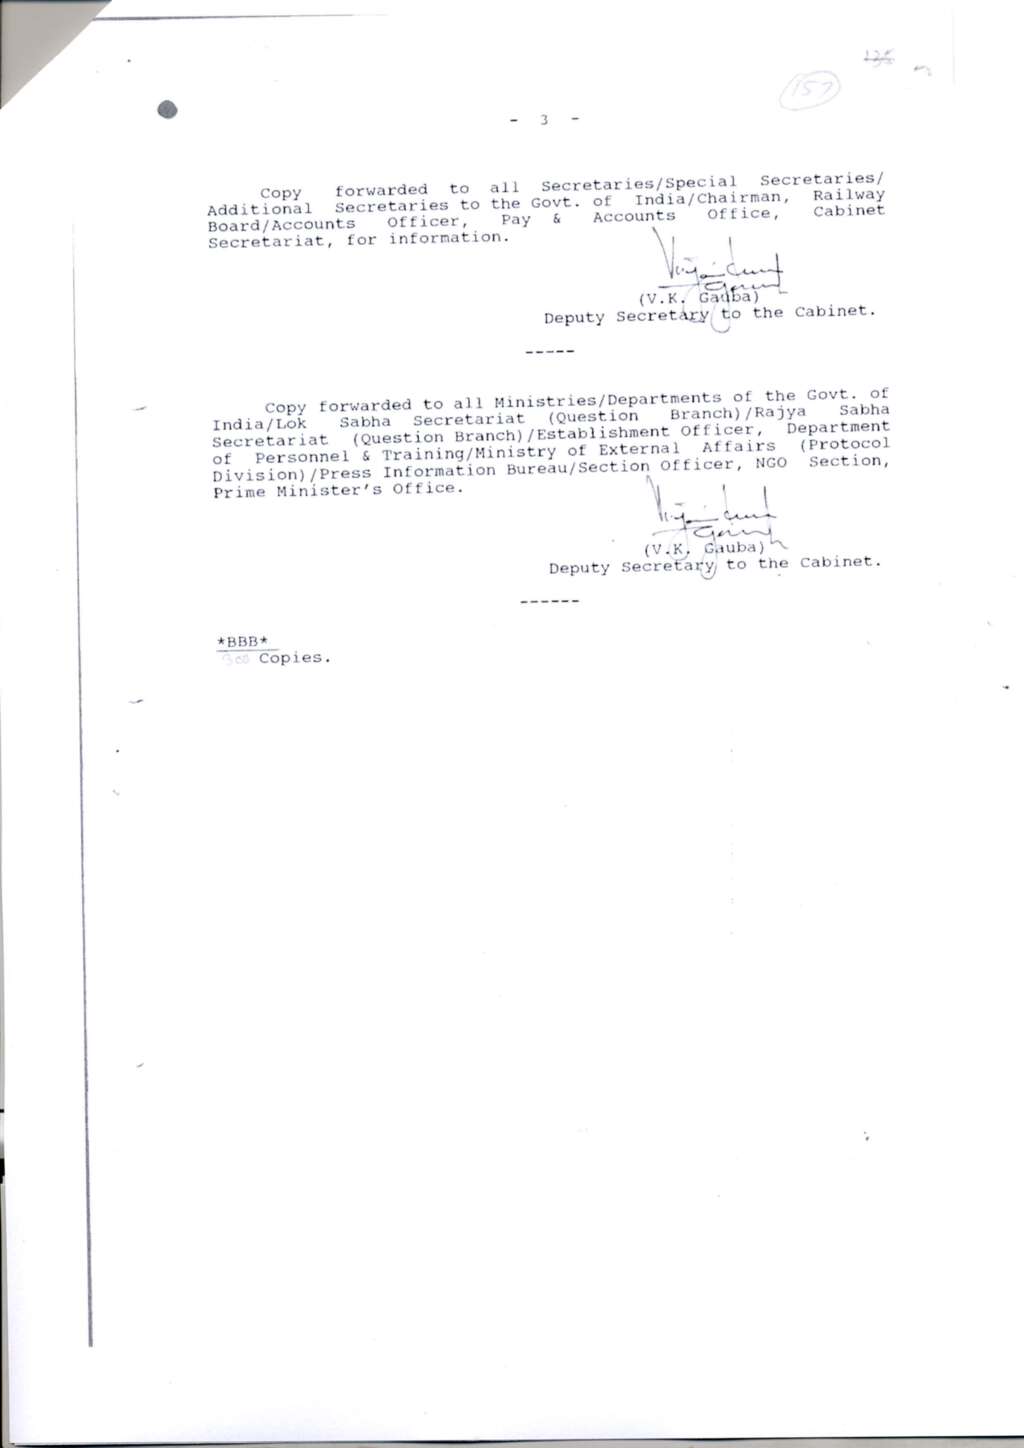 157
- 3 -
Copy forwarded to all Secretaries/Special Secretaries/
Additional Secretaries to the Govt. of India/Chairman, Railway
Board/Accounts Officer, Pay & Accounts Office, Cabinet
Secretariat, for information.
(V.K. Gauba)
Deputy Secretary to the Cabinet.
-----
Copy forwarded to all Ministries/Departments of the Govt. of
India/Lok Sabha Secretariat (Question Branch)/Rajya Sabha
Secretariat (Question Branch)/Establishment Officer, Department
of Personnel & Training/Ministry of External Affairs (Protocol
Division)/Press Information Bureau/Section Officer, NGO Section,
Prime Minister's Office.
(V.K. Gauba)
Deputy Secretary to the Cabinet.
------
*BBB*
300 Copies.